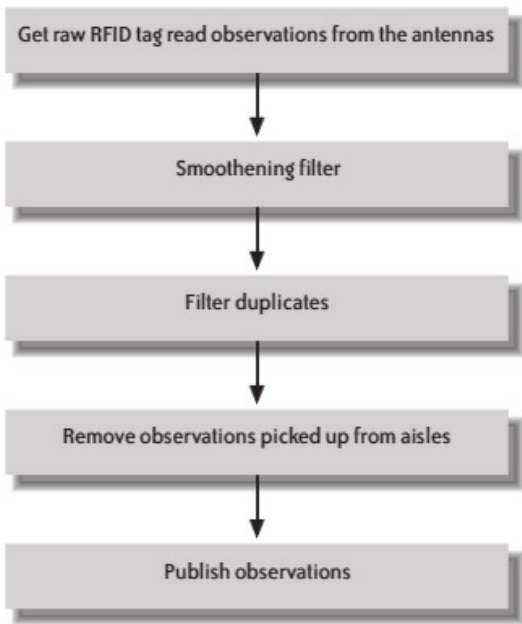 Get raw RFID tag read observations from the antennas
Smoothening filter
Filter duplicates
Remove observations picked up from aisles
Publish observations